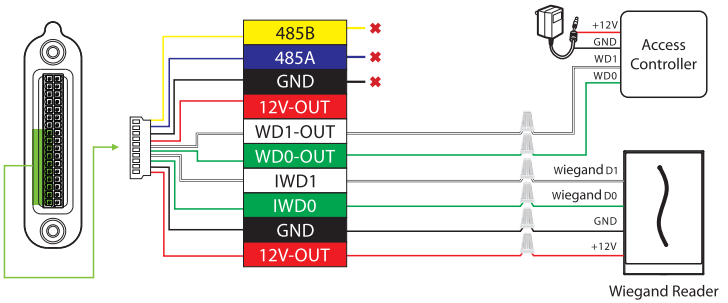 485B
485A
GND
12V-OUT
WD1-OUT
WD0-OUT
IWD1
IWD0
GND
12V-OUT
+12V
GND
WD1
WD0
Access
Controller
wiegand D1
wiegand D0
GND
+12V
Wiegand Reader